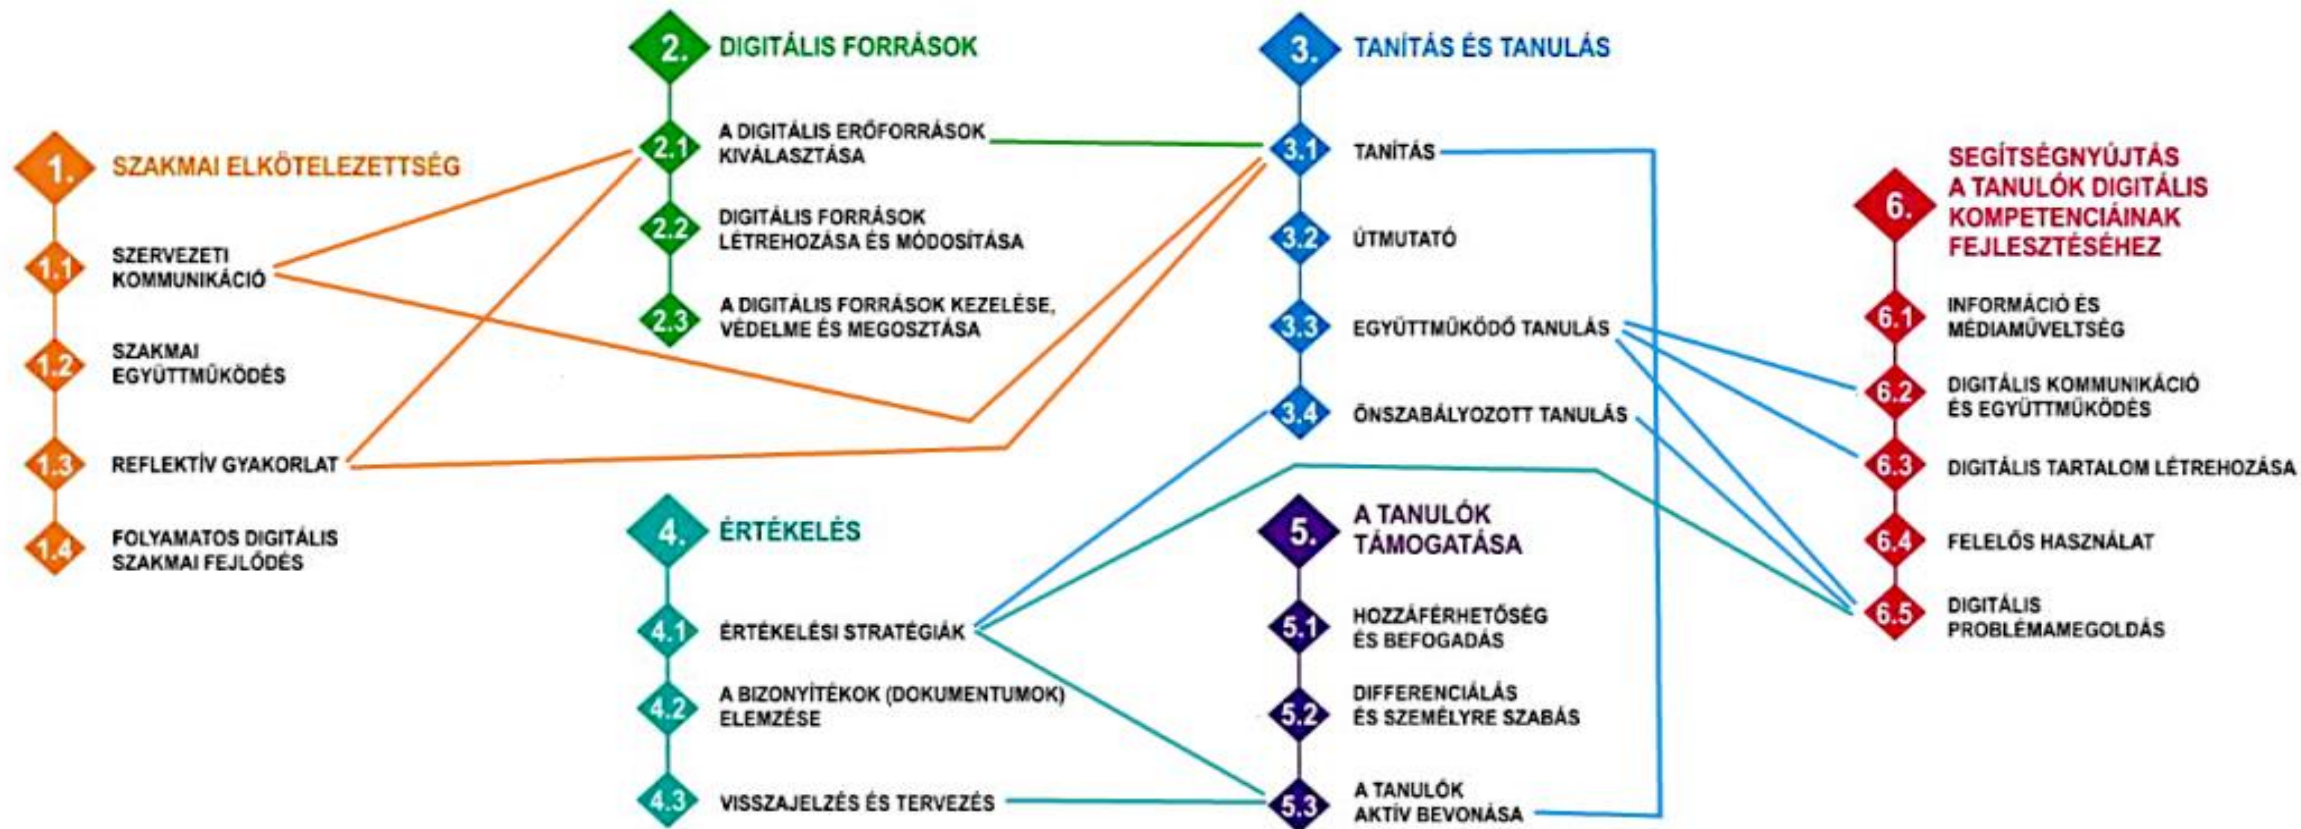 1. SZAKMAI ELKÖTELEZETTSÉG
1.1 SZERVEZETI
KOMMUNIKÁCIÓ
1.2 SZAKMAI
EGYÜTTMŰKÖDÉS
1.3 REFLEKTÍV GYAKORLAT
1.4 FOLYAMATOS DIGITÁLIS
SZAKMAI FEJLŐDÉS
2. DIGITÁLIS FORRÁSOK
2.1 A DIGITÁLIS ERŐFORRÁSOK
KIVÁLASZTÁSA
2.2 DIGITÁLIS FORRÁSOK
LÉTREHOZÁSA ÉS MÓDOSÍTÁSA
2.3 A DIGITÁLIS FORRÁSOK KEZELÉSE,
VÉDELME ÉS MEGOSZTÁSA
3. TANÍTÁS ÉS TANULÁS
3.1 TANÍTÁS
3.2 ÚTMUTATÓ
3.3 EGYÜTTMŰKÖDŐ TANULÁS
3.4 ÖNSZABÁLYOZOTT TANULÁS
4. ÉRTÉKELÉS
4.1 ÉRTÉKELÉSI STRATÉGIÁK
4.2 A BIZONYÍTÉKOK (DOKUMENTUMOK)
ELEMZÉSE
4.3 VISSZAJELZÉS ÉS TERVEZÉS
5. A TANULÓK
TÁMOGATÁSA
5.1 HOZZÁFÉRHETŐSÉG
ÉS BEFOGADÁS
5.2 DIFFERENCIÁLÁS
ÉS SZEMÉLYRE SZABÁS
5.3 A TANULÓK
AKTÍV BEVONÁSA
6. SEGÍTSÉGNYÚJTÁS
A TANULÓK DIGITÁLIS
KOMPETENCIÁINAK
FEJLESZTÉSÉHEZ
6.1 INFORMÁCIÓ ÉS
MÉDIAMŰVELTSÉG
6.2 DIGITÁLIS KOMMUNIKÁCIÓ
ÉS EGYÜTTMŰKÖDÉS
6.3 DIGITÁLIS TARTALOM LÉTREHOZÁSA
6.4 FELELŐS HASZNÁLAT
6.5 DIGITÁLIS
PROBLÉMAMEGOLDÁS